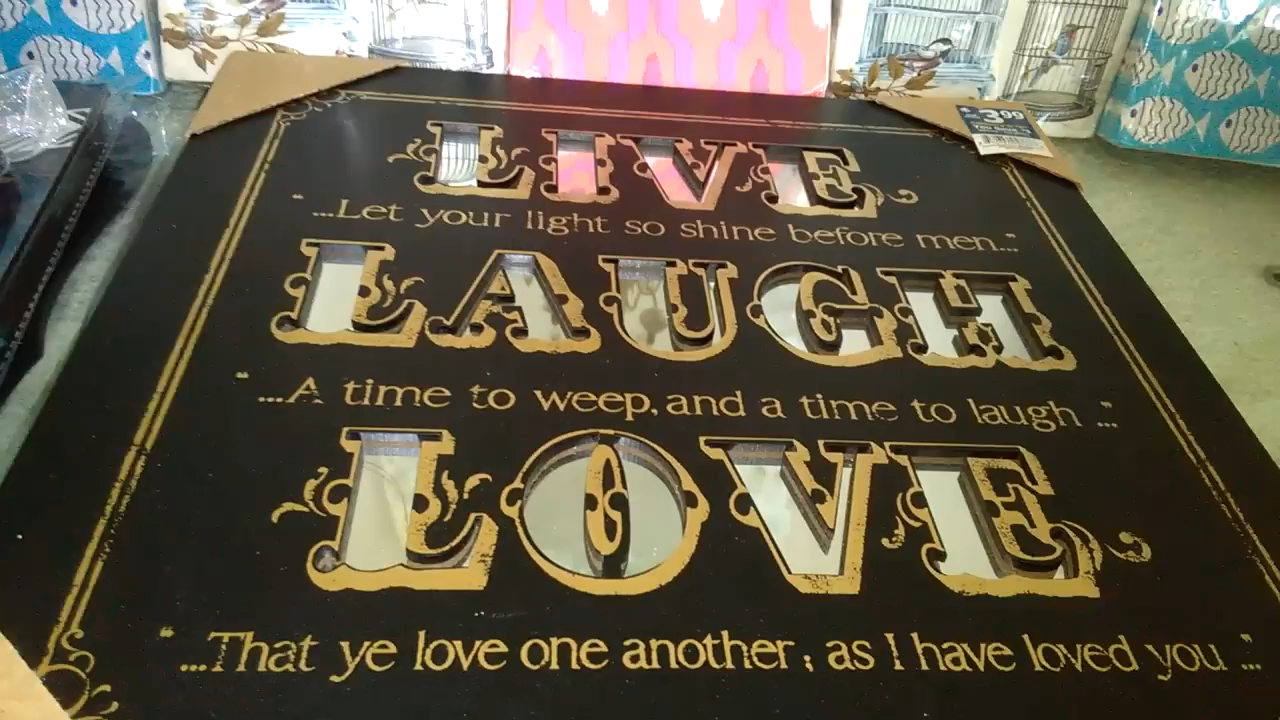 LIVE
"...Let your light so shine before men..."
LAUGH
"...A time to weep, and a time to laugh ..."
LOVE
"...That ye love one another; as I have loved you ..."
3.99